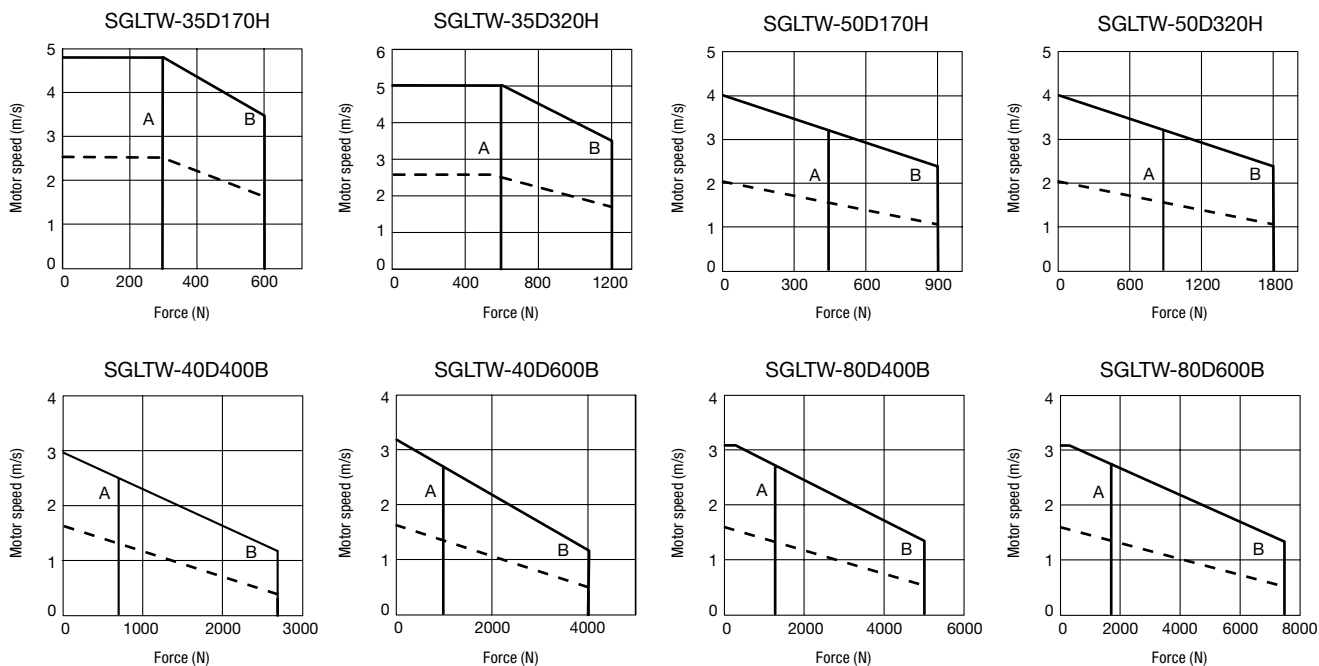 SGLTW-35D170H
Motor speed (m/s)
5
4
3
2
1
0
A
B
0 200 400 600
Force (N)
SGLTW-35D320H
Motor speed (m/s)
6
5
4
3
2
1
0
A
B
0 400 800 1200
Force (N)
SGLTW-50D170H
Motor speed (m/s)
5
4
3
2
1
0
A
B
0 300 600 900
Force (N)
SGLTW-50D320H
Motor speed (m/s)
5
4
3
2
1
0
A
B
0 600 1200 1800
Force (N)
SGLTW-40D400B
Motor speed (m/s)
4
3
2
1
0
A
B
0 1000 2000 3000
Force (N)
SGLTW-40D600B
Motor speed (m/s)
4
3
2
1
0
A
B
0 2000 4000
Force (N)
SGLTW-80D400B
Motor speed (m/s)
4
3
2
1
0
A
B
0 2000 4000 6000
Force (N)
SGLTW-80D600B
Motor speed (m/s)
4
3
2
1
0
A
B
0 2000 4000 6000 8000
Force (N)